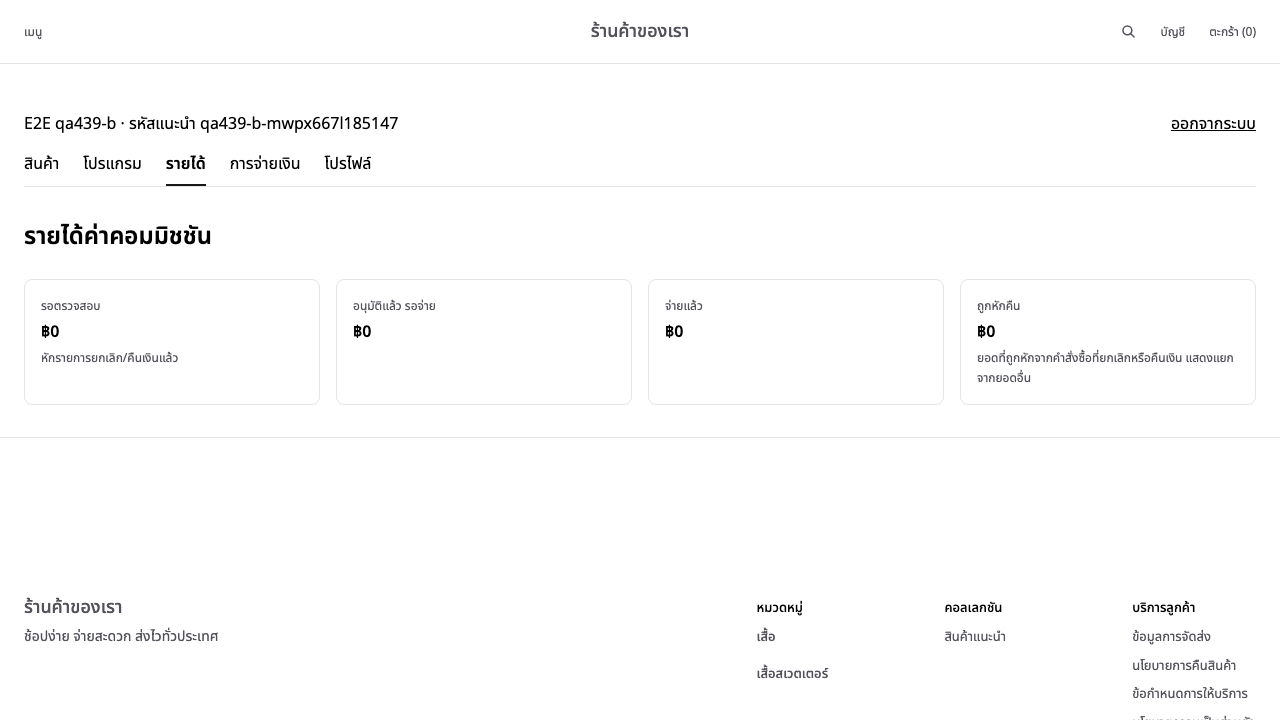 เมนู
ร้านค้าของเรา
บัญชี
ตะกร้า (0)
E2E qa439-b · รหัสแนะนำ qa439-b-mwpx667l185147
ออกจากระบบ
สินค้า
โปรแกรม
รายได้
การจ่ายเงิน
โปรไฟล์
รายได้ค่าคอมมิชชัน
รอตรวจสอบ
฿0
หักรายการยกเลิก/คืนเงินแล้ว
อนุมัติแล้ว รอจ่าย
฿0
จ่ายแล้ว
฿0
ถูกหักคืน
฿0
ยอดที่ถูกหักจากคำสั่งซื้อที่ยกเลิกหรือคืนเงิน แสดงแยก
จากยอดอื่น
ร้านค้าของเรา
ช้อปง่าย จ่ายสะดวก ส่งไวทั่วประเทศ
หมวดหมู่
เสื้อ
เสื้อสเวตเตอร์
คอลเลกชัน
สินค้าแนะนำ
บริการลูกค้า
ข้อมูลการจัดส่ง
นโยบายการคืนสินค้า
ข้อกำหนดการให้บริการ